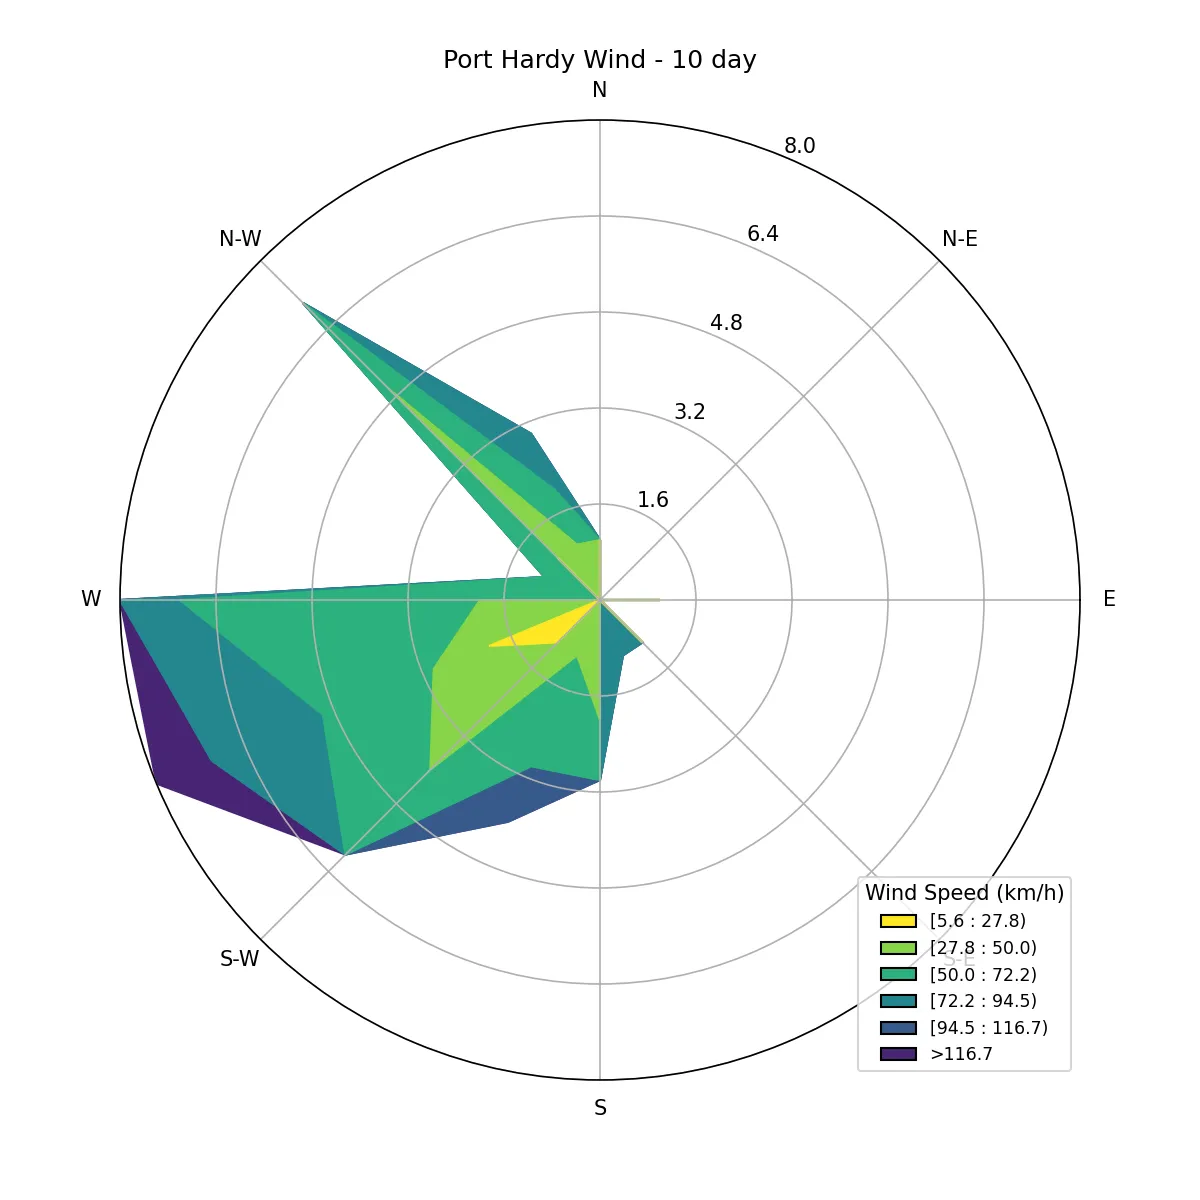 Port Hardy Wind - 10 day
N
8.0
N-W
6.4
N-E
4.8
3.2
1.6
W
E
S-W
S-E
S
Wind Speed (km/h)
[5.6 : 27.8)
[27.8 : 50.0)
[50.0 : 72.2)
[72.2 : 94.5)
[94.5 : 116.7)
>116.7